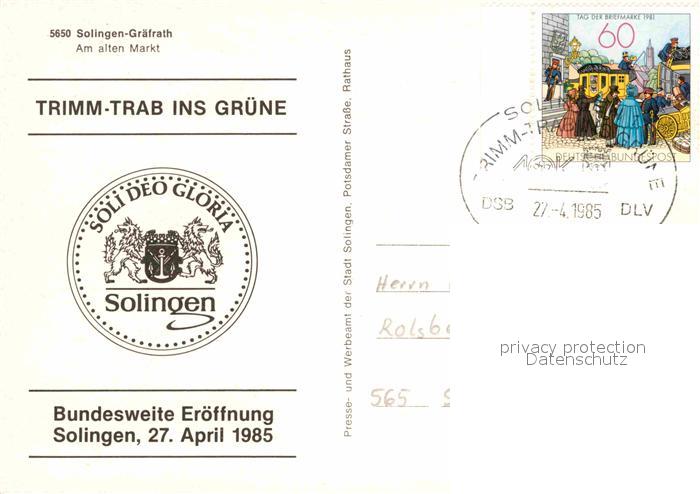 5650 Solingen-Gräfrath
Am alten Markt
TRIMM-TRAB INS GRÜNE
SOLI DEO GLORIA
Solingen
Bundesweite Eröffnung
Solingen, 27. April 1985
Presse- und Werbeamt der Stadt Solingen, Potsdamer Straße, Rathaus
TAG DER BRIEFMARKE 1981
60
DEUTSCHE BUNDESPOST
DSB 27.-4.1985 DLV
Herrn
565
privacy protection
Datenschutz